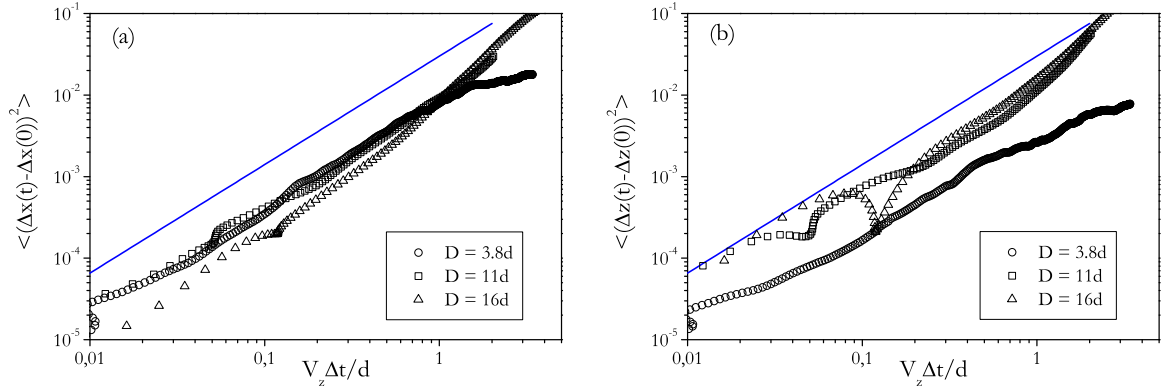 (a)
<(Δx(t)-Δx(0))²>
10⁻¹
10⁻²
10⁻³
10⁻⁴
10⁻⁵
0,01
0,1
1
V_z Δt/d
D = 3.8d
D = 11d
D = 16d
(b)
<(Δz(t)-Δz(0))²>
10⁻¹
10⁻²
10⁻³
10⁻⁴
10⁻⁵
0,01
0,1
1
V_z Δt/d
D = 3.8d
D = 11d
D = 16d